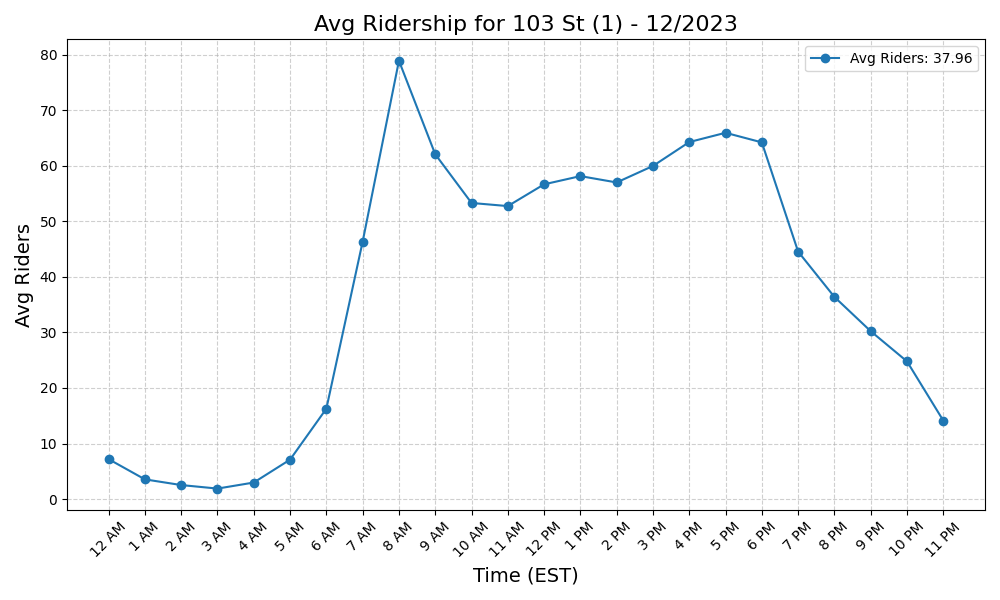 Avg Ridership for 103 St (1) - 12/2023
Avg Riders: 37.96
Avg Riders
80
70
60
50
40
30
20
10
0
12 AM
1 AM
2 AM
3 AM
4 AM
5 AM
6 AM
7 AM
8 AM
9 AM
10 AM
11 AM
12 PM
1 PM
2 PM
3 PM
4 PM
5 PM
6 PM
7 PM
8 PM
9 PM
10 PM
11 PM
Time (EST)